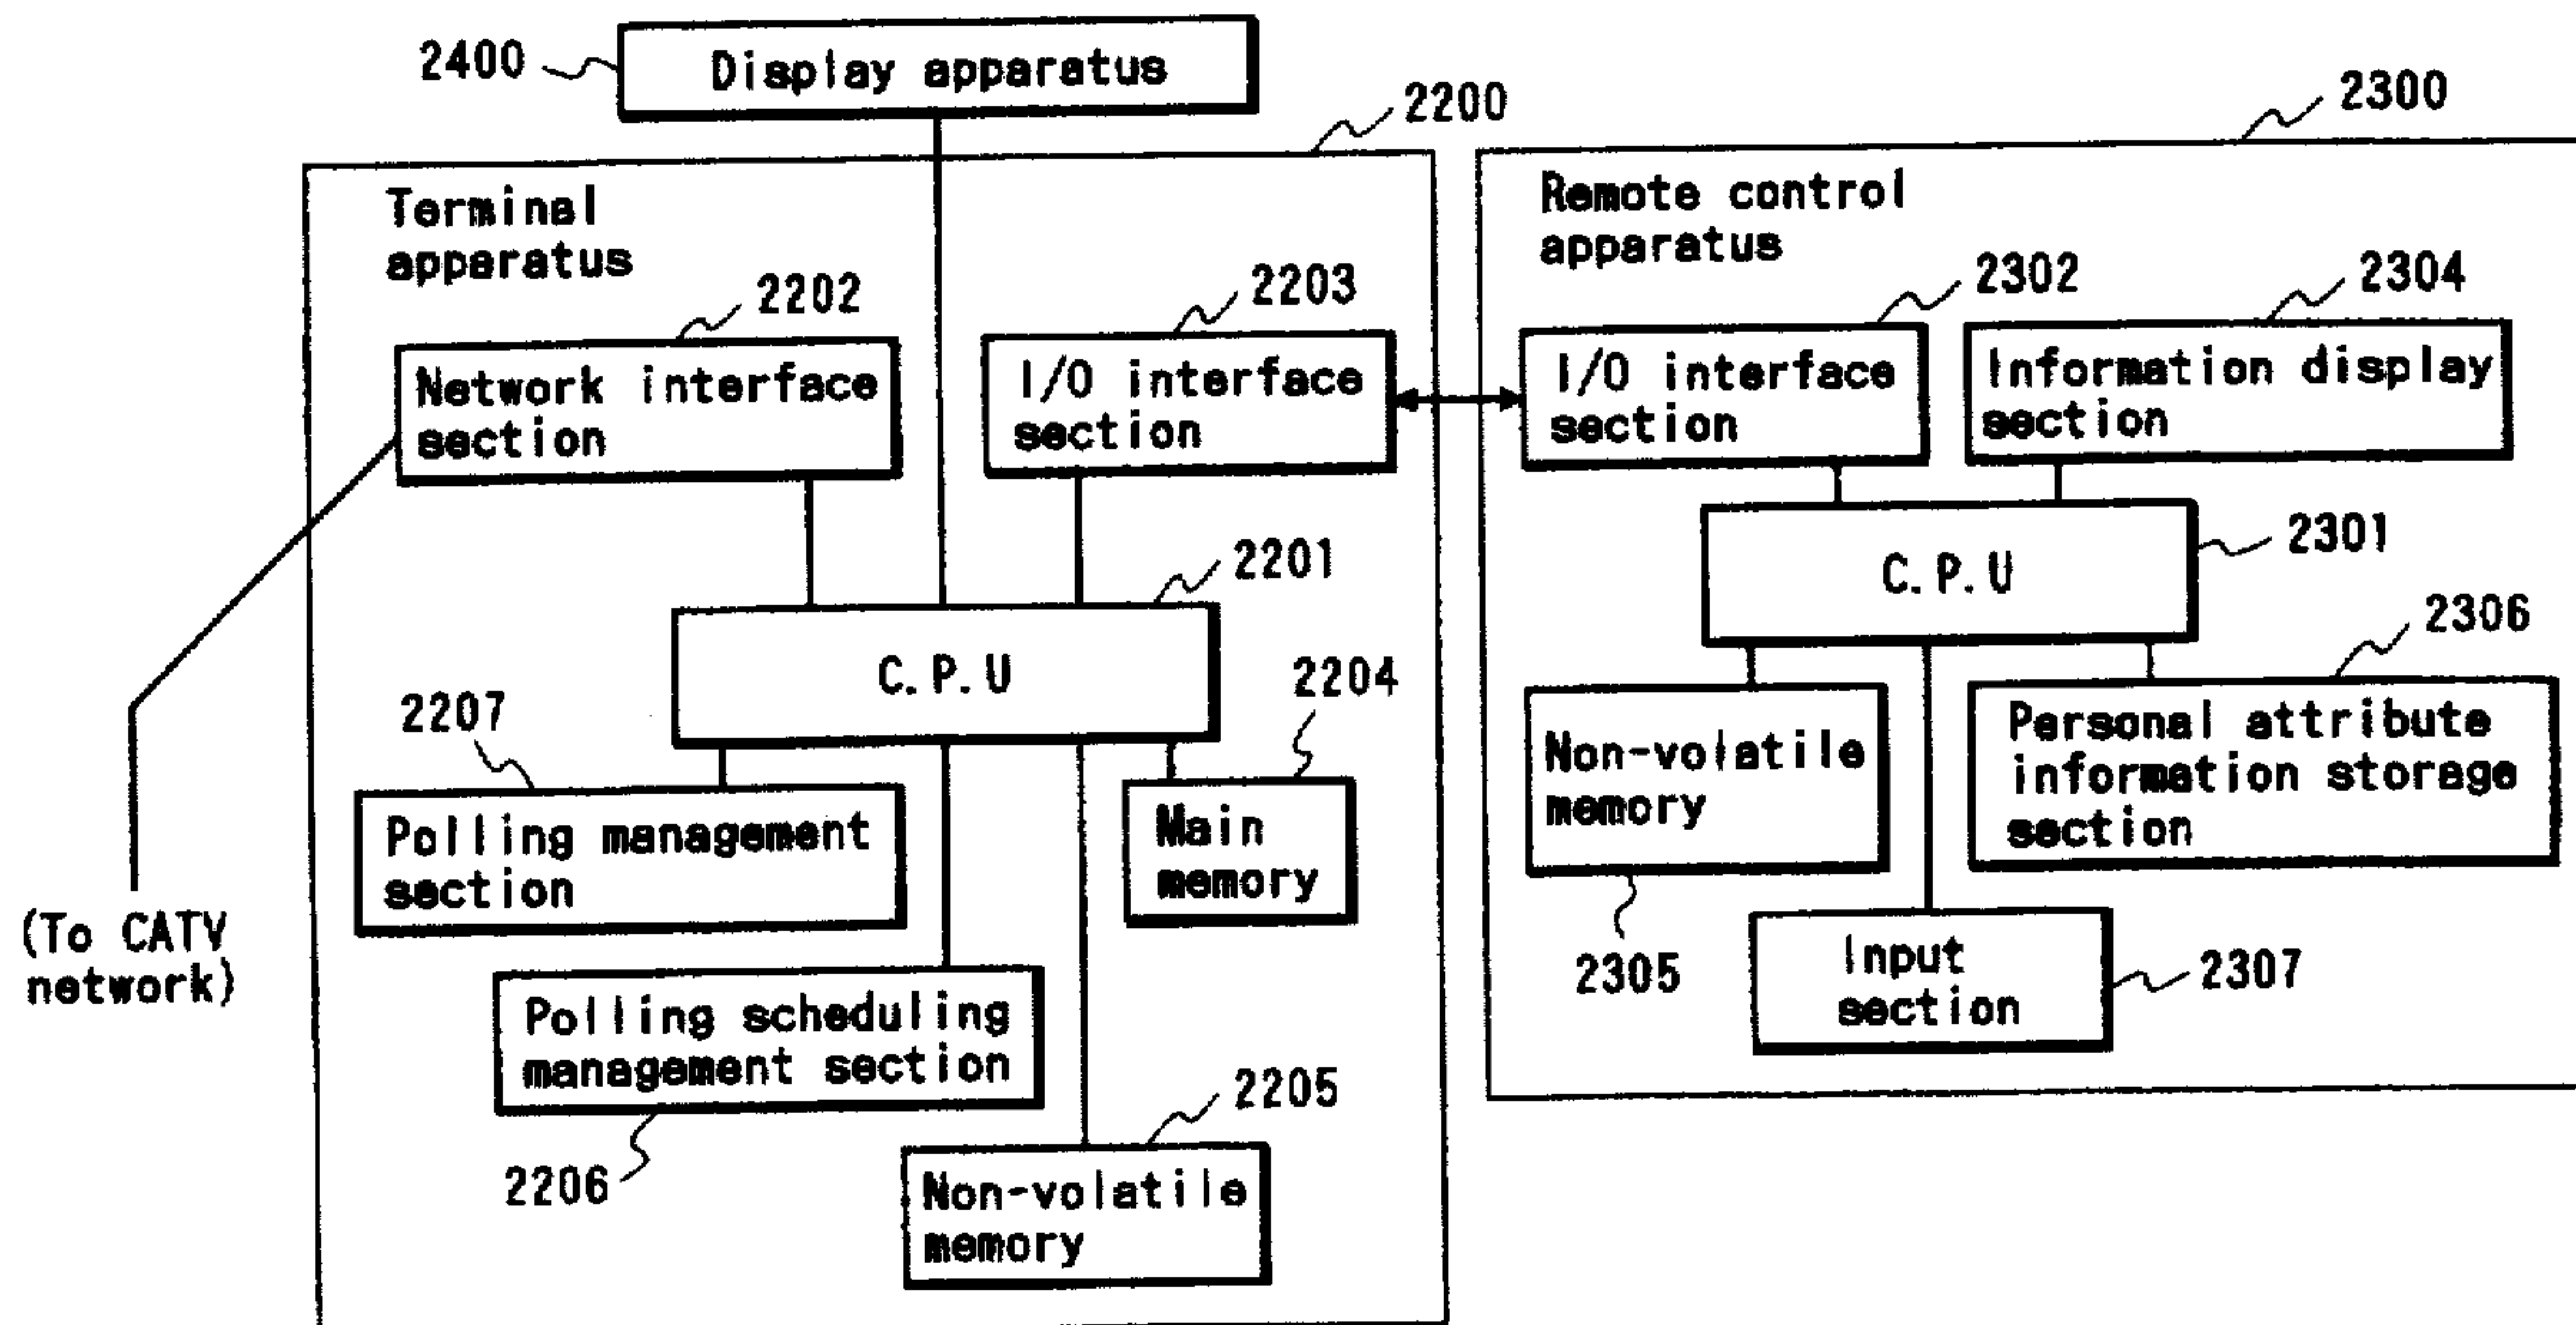 2400
Display apparatus
2200
2300
Terminal
apparatus
Remote control
apparatus
2202
2203
2302
2304
Network interface
section
I/O interface
section
I/O interface
section
Information display
section
2201
2301
C.P.U
C.P.U
2207
2204
2306
Polling management
section
Main
memory
Non-volatile
memory
Personal attribute
information storage
section
(To CATV
network)
2305
Input
section
2307
Polling scheduling
management section
2206
2205
Non-volatile
memory